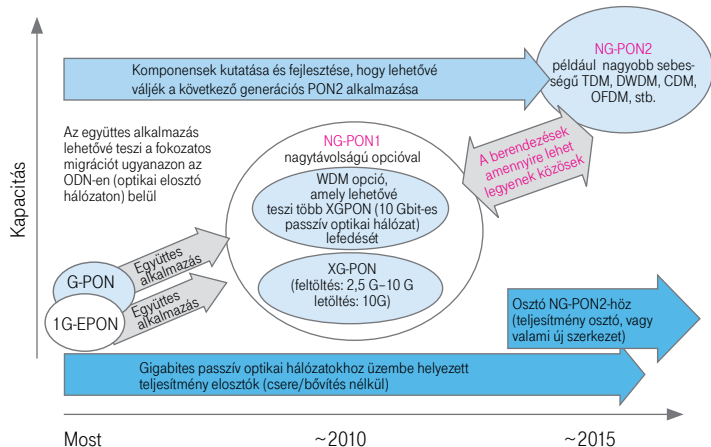 NG-PON2
például nagyobb sebes-
ségű TDM, DWDM, CDM,
OFDM, stb.
Komponensek kutatása és fejlesztése, hogy lehetővé
váljék a következő generációs PON2 alkalmazása
Kapacitás
Az együttes alkalmazás
lehetővé teszi a fokozatos
migrációt ugyanazon az
ODN-en (optikai elosztó
hálózaton) belül
NG-PON1
nagytávolságú opcióval
WDM opció,
amely lehetővé
teszi több XGPON (10 Gbit-es
passzív optikai hálózat)
lefedését
A berendezések
amennyire lehet
legyenek közösek
G-PON
Együttes
alkalmazás
1G-EPON
Együttes
alkalmazás
XG-PON
(feltöltés: 2,5 G–10 G
letöltés: 10G)
Osztó NG-PON2-höz
(teljesítmény osztó, vagy
valami új szerkezet)
Gigabites passzív optikai hálózatokhoz üzembe helyezett
teljesítmény elosztók (csere/bővítés nélkül)
Most
~2010
~2015